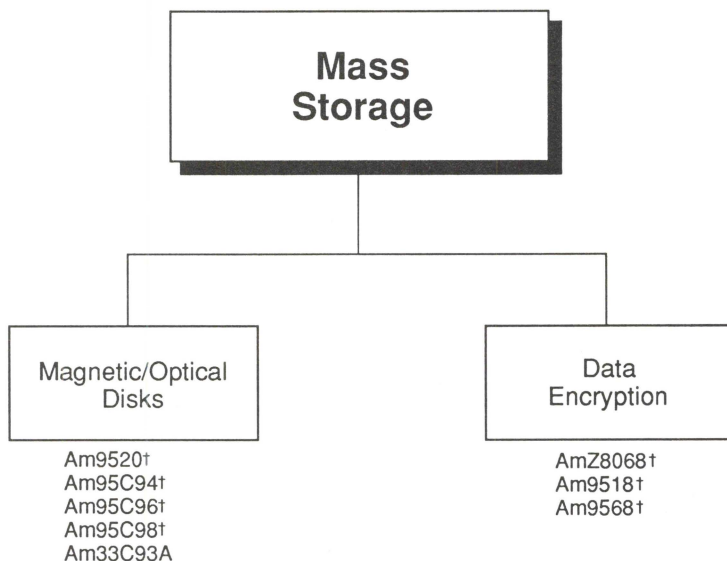 Mass
Storage
Magnetic/Optical
Disks
Am9520†
Am95C94†
Am95C96†
Am95C98†
Am33C93A
Data
Encryption
AmZ8068†
Am9518†
Am9568†